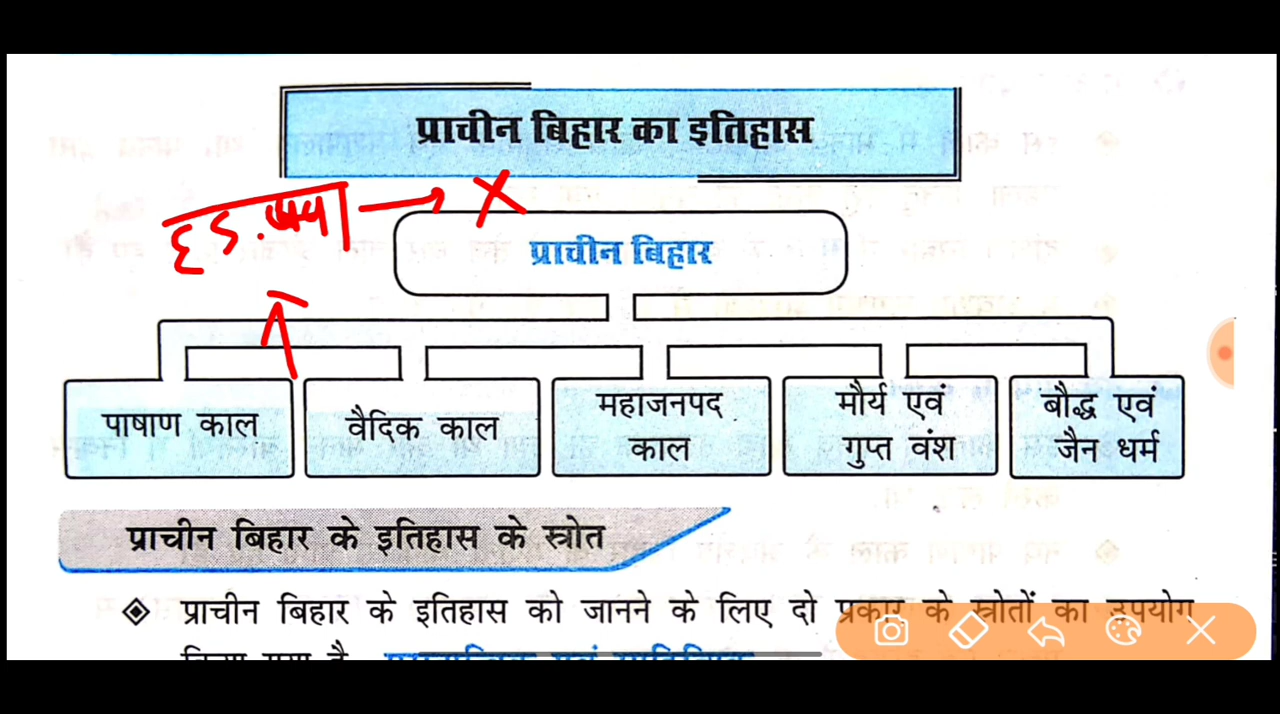 प्राचीन बिहार का इतिहास
प्राचीन बिहार
पाषाण काल
वैदिक काल
महाजनपद
काल
मौर्य एवं
गुप्त वंश
बौद्ध एवं
जैन धर्म
प्राचीन बिहार के इतिहास के स्त्रोत
प्राचीन बिहार के इतिहास को जानने के लिए दो प्रकार के स्त्रोतों का उपयोग